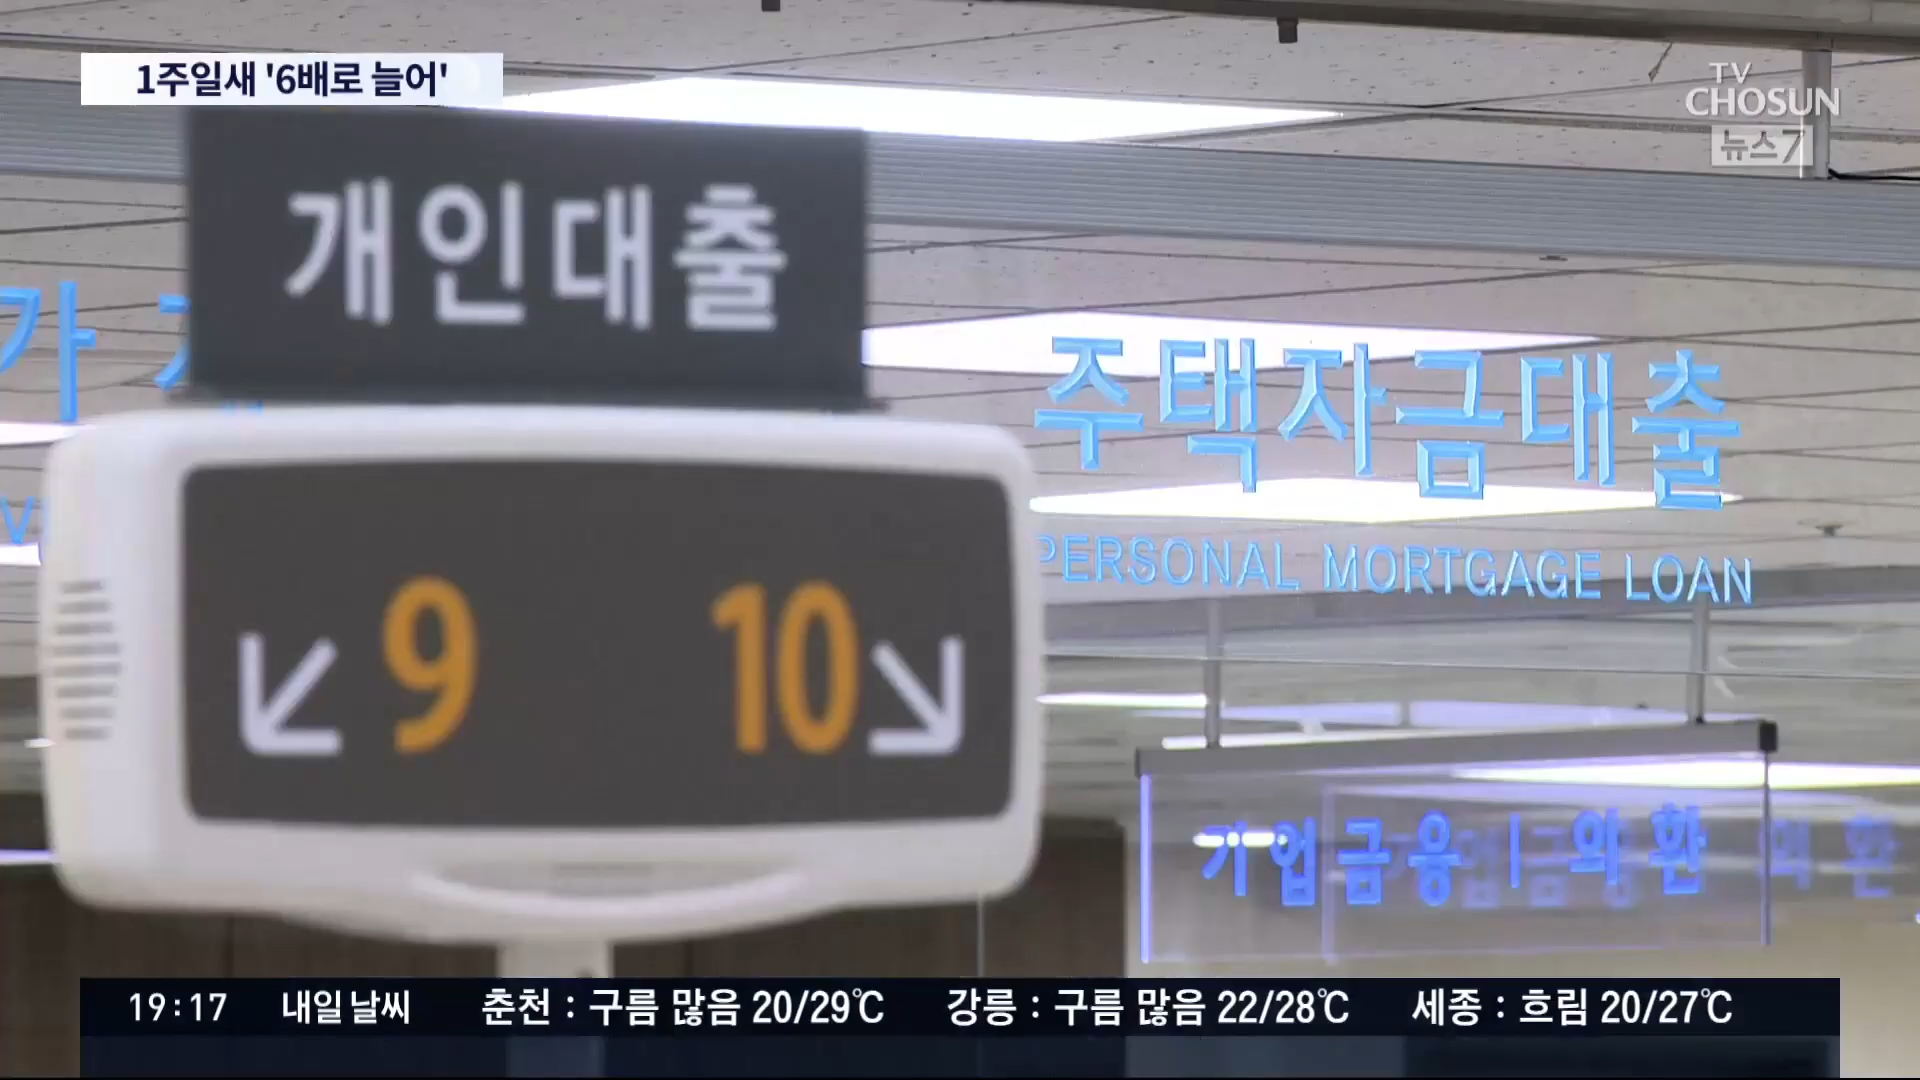 1주일새 '6배로 늘어'
TV
CHOSUN
뉴스7
개인대출
주택자금대출
PERSONAL MORTGAGE LOAN
9 10
기업금융 | 외환
19:17 내일 날씨 춘천 : 구름 많음 20/29℃ 강릉 : 구름 많음 22/28℃ 세종 : 흐림 20/27℃